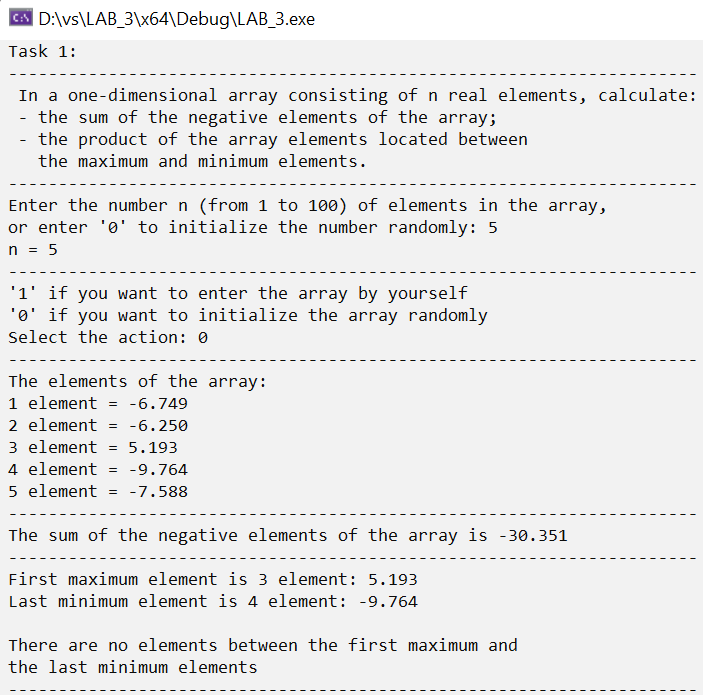 C:\ D:\vs\LAB_3\x64\Debug\LAB_3.exe
Task 1:
---------------------------------------------------------------------
 In a one-dimensional array consisting of n real elements, calculate:
 - the sum of the negative elements of the array;
 - the product of the array elements located between
   the maximum and minimum elements.
---------------------------------------------------------------------
Enter the number n (from 1 to 100) of elements in the array,
or enter '0' to initialize the number randomly: 5
n = 5
---------------------------------------------------------------------
'1' if you want to enter the array by yourself
'0' if you want to initialize the array randomly
Select the action: 0
---------------------------------------------------------------------
The elements of the array:
1 element = -6.749
2 element = -6.250
3 element = 5.193
4 element = -9.764
5 element = -7.588
---------------------------------------------------------------------
The sum of the negative elements of the array is -30.351
---------------------------------------------------------------------
First maximum element is 3 element: 5.193
Last minimum element is 4 element: -9.764

There are no elements between the first maximum and
the last minimum elements
---------------------------------------------------------------------